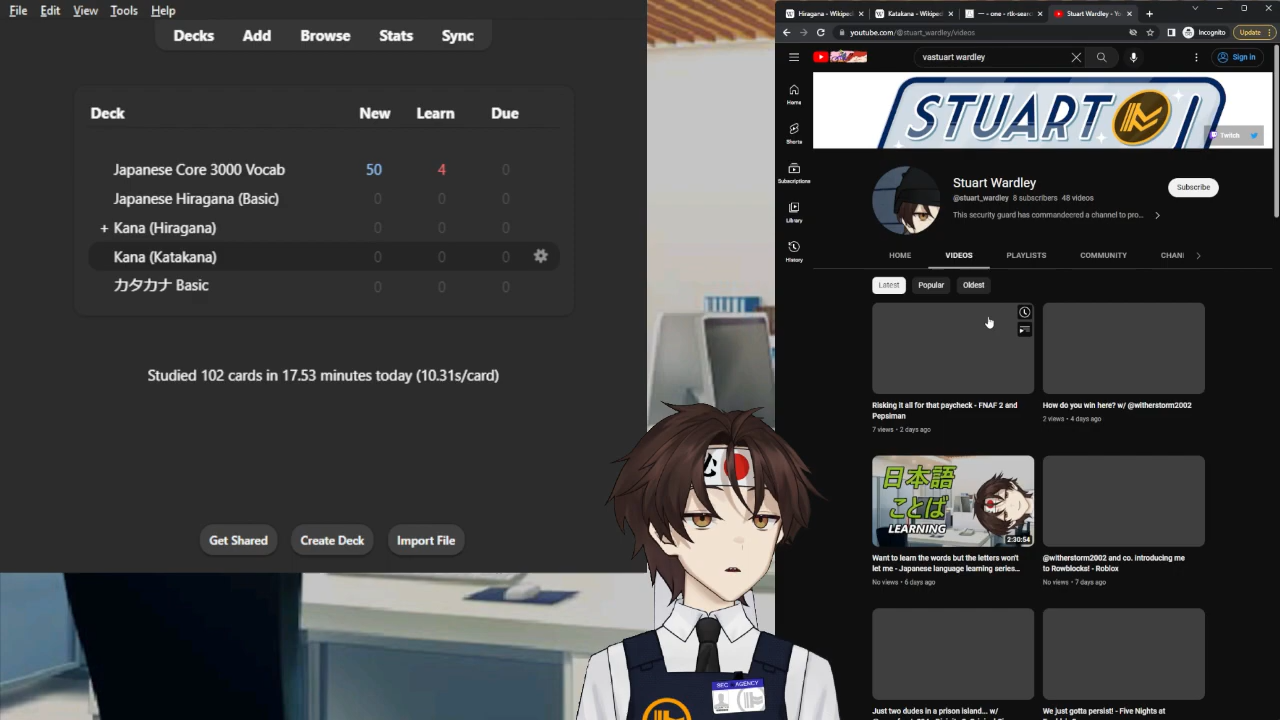 File Edit View Tools Help
Decks Add Browse Stats Sync
Deck New Learn Due
Japanese Core 3000 Vocab 50 4 0
Japanese Hiragana (Basic) 0 0 0
+ Kana (Hiragana) 0 0 0
Kana (Katakana) 0 0 0
カタカナ Basic 0 0 0
Studied 102 cards in 17.53 minutes today (10.31s/card)
Get Shared Create Deck Import File
Hiragana - Wikiped
Katakana - Wikiped
一 - one - rtk-sear
Stuart Wardley - Yo
youtube.com/@stuart_wardley/videos
Incognito
Update
vastuart wardley
Sign in
Home
Shorts
Subscriptions
Library
History
STUART
Twitch
Stuart Wardley
@stuart_wardley 8 subscribers 48 videos
This security guard has commandeered a channel to pro...
Subscribe
HOME VIDEOS PLAYLISTS COMMUNITY CHAN
Latest Popular Oldest
Risking it all for that paycheck - FNAF 2 and
Pepsiman
7 views • 2 days ago
How do you win here? w/ @witherstorm2002
2 views • 4 days ago
日本語
ことば
LEARNING
2:30:54
Want to learn the words but the letters won't
let me - Japanese language learning series...
No views • 6 days ago
@witherstorm2002 and co. introducing me
to Rowblocks! - Roblox
No views • 7 days ago
Just two dudes in a prison island... w/
We just gotta persist! - Five Nights at
SEC AGENCY